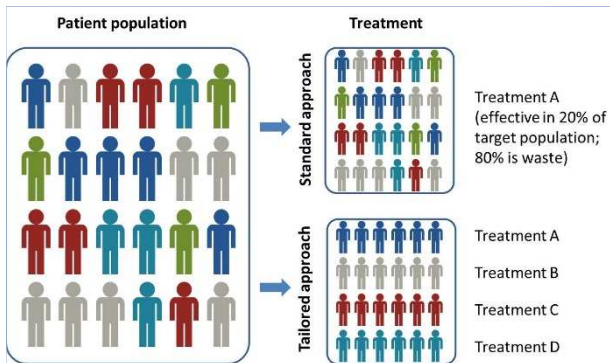 Patient population
Treatment
Standard approach
Treatment A
(effective in 20% of
target population;
80% is waste)
Tailored approach
Treatment A
Treatment B
Treatment C
Treatment D